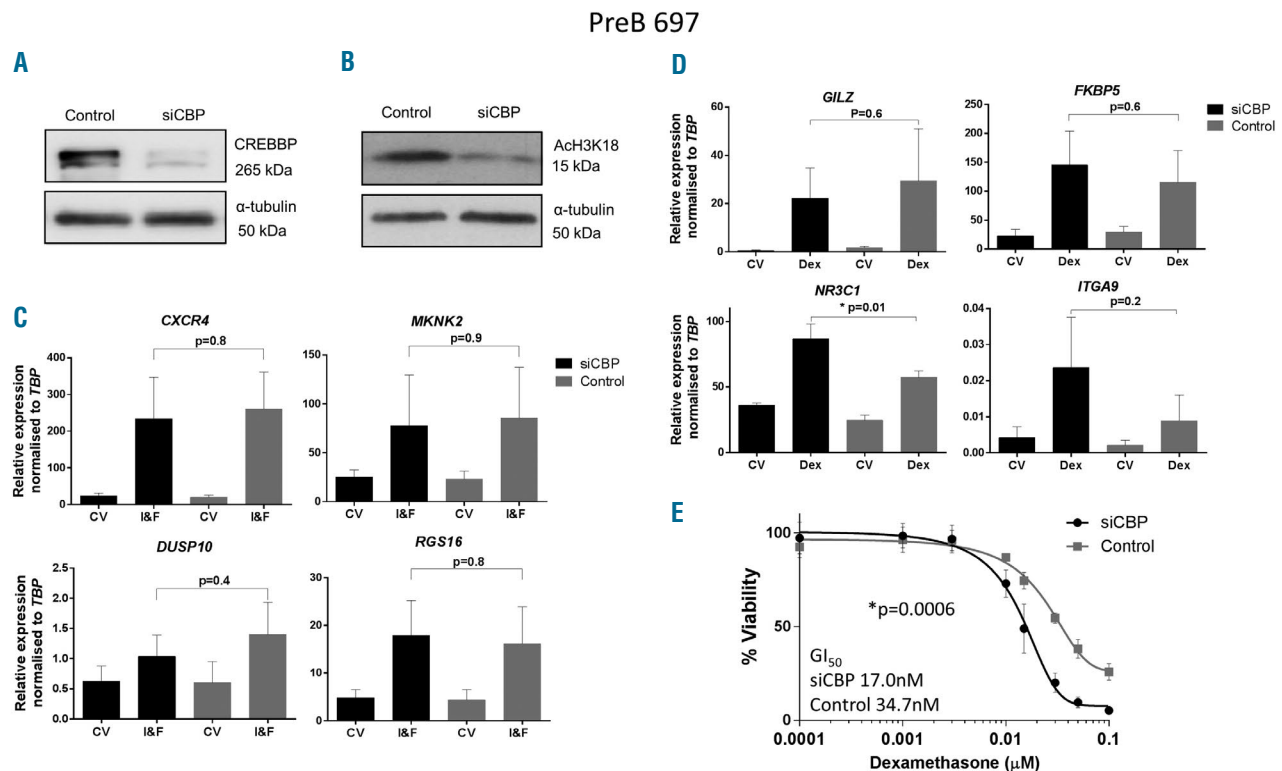 PreB 697
A
Control siCBP
CREBBP
265 kDa
α-tubulin
50 kDa
B
Control siCBP
AcH3K18
15 kDa
α-tubulin
50 kDa
C
CXCR4
p=0.8
Relative expression
normalised to TBP
400
300
200
100
0
CV I&F CV I&F
MKNK2
p=0.9
150
100
50
0
CV I&F CV I&F
siCBP
Control
DUSP10
p=0.4
Relative expression
normalised to TBP
2.5
2.0
1.5
1.0
0.5
0.0
CV I&F CV I&F
RGS16
p=0.8
30
20
10
0
CV I&F CV I&F
D
GILZ
P=0.6
Relative expression
normalised to TBP
60
40
20
0
CV Dex CV Dex
FKBP5
p=0.6
250
200
150
100
50
0
CV Dex CV Dex
siCBP
Control
NR3C1
* p=0.01
Relative expression
normalised to TBP
100
50
0
CV Dex CV Dex
ITGA9
p=0.2
0.04
0.03
0.02
0.01
0.00
CV Dex CV Dex
E
siCBP
Control
% Viability
100
50
0
*p=0.0006
GI50
siCBP 17.0nM
Control 34.7nM
0.0001 0.001 0.01 0.1
Dexamethasone (μM)